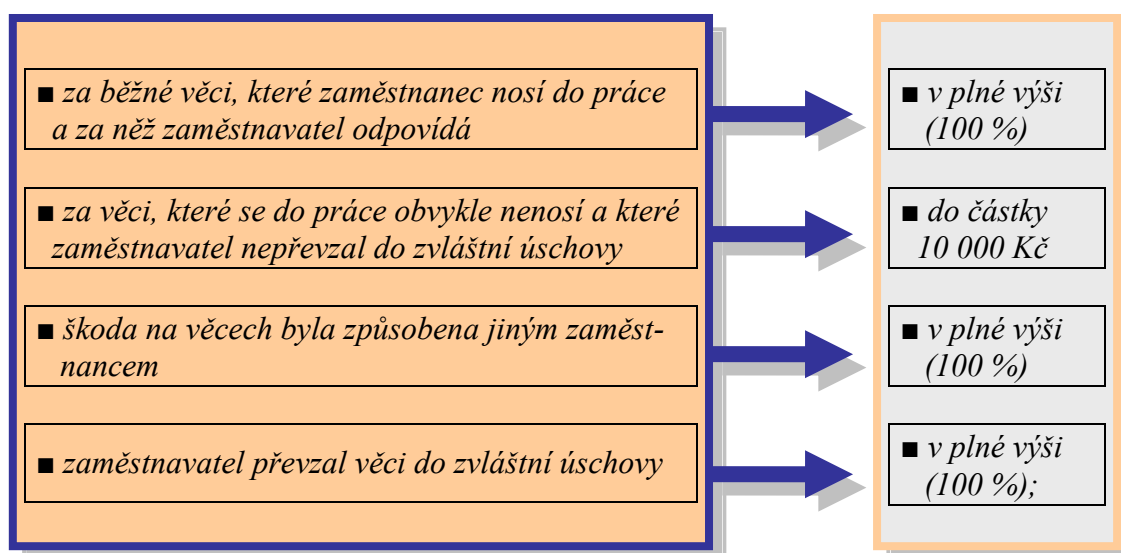 ■ za běžné věci, které zaměstnanec nosí do práce
a za něž zaměstnavatel odpovídá
■ v plné výši
(100 %)
■ za věci, které se do práce obvykle nenosí a které
zaměstnavatel nepřevzal do zvláštní úschovy
■ do částky
10 000 Kč
■ škoda na věcech byla způsobena jiným zaměst-
nancem
■ v plné výši
(100 %)
■ zaměstnavatel převzal věci do zvláštní úschovy
■ v plné výši
(100 %);